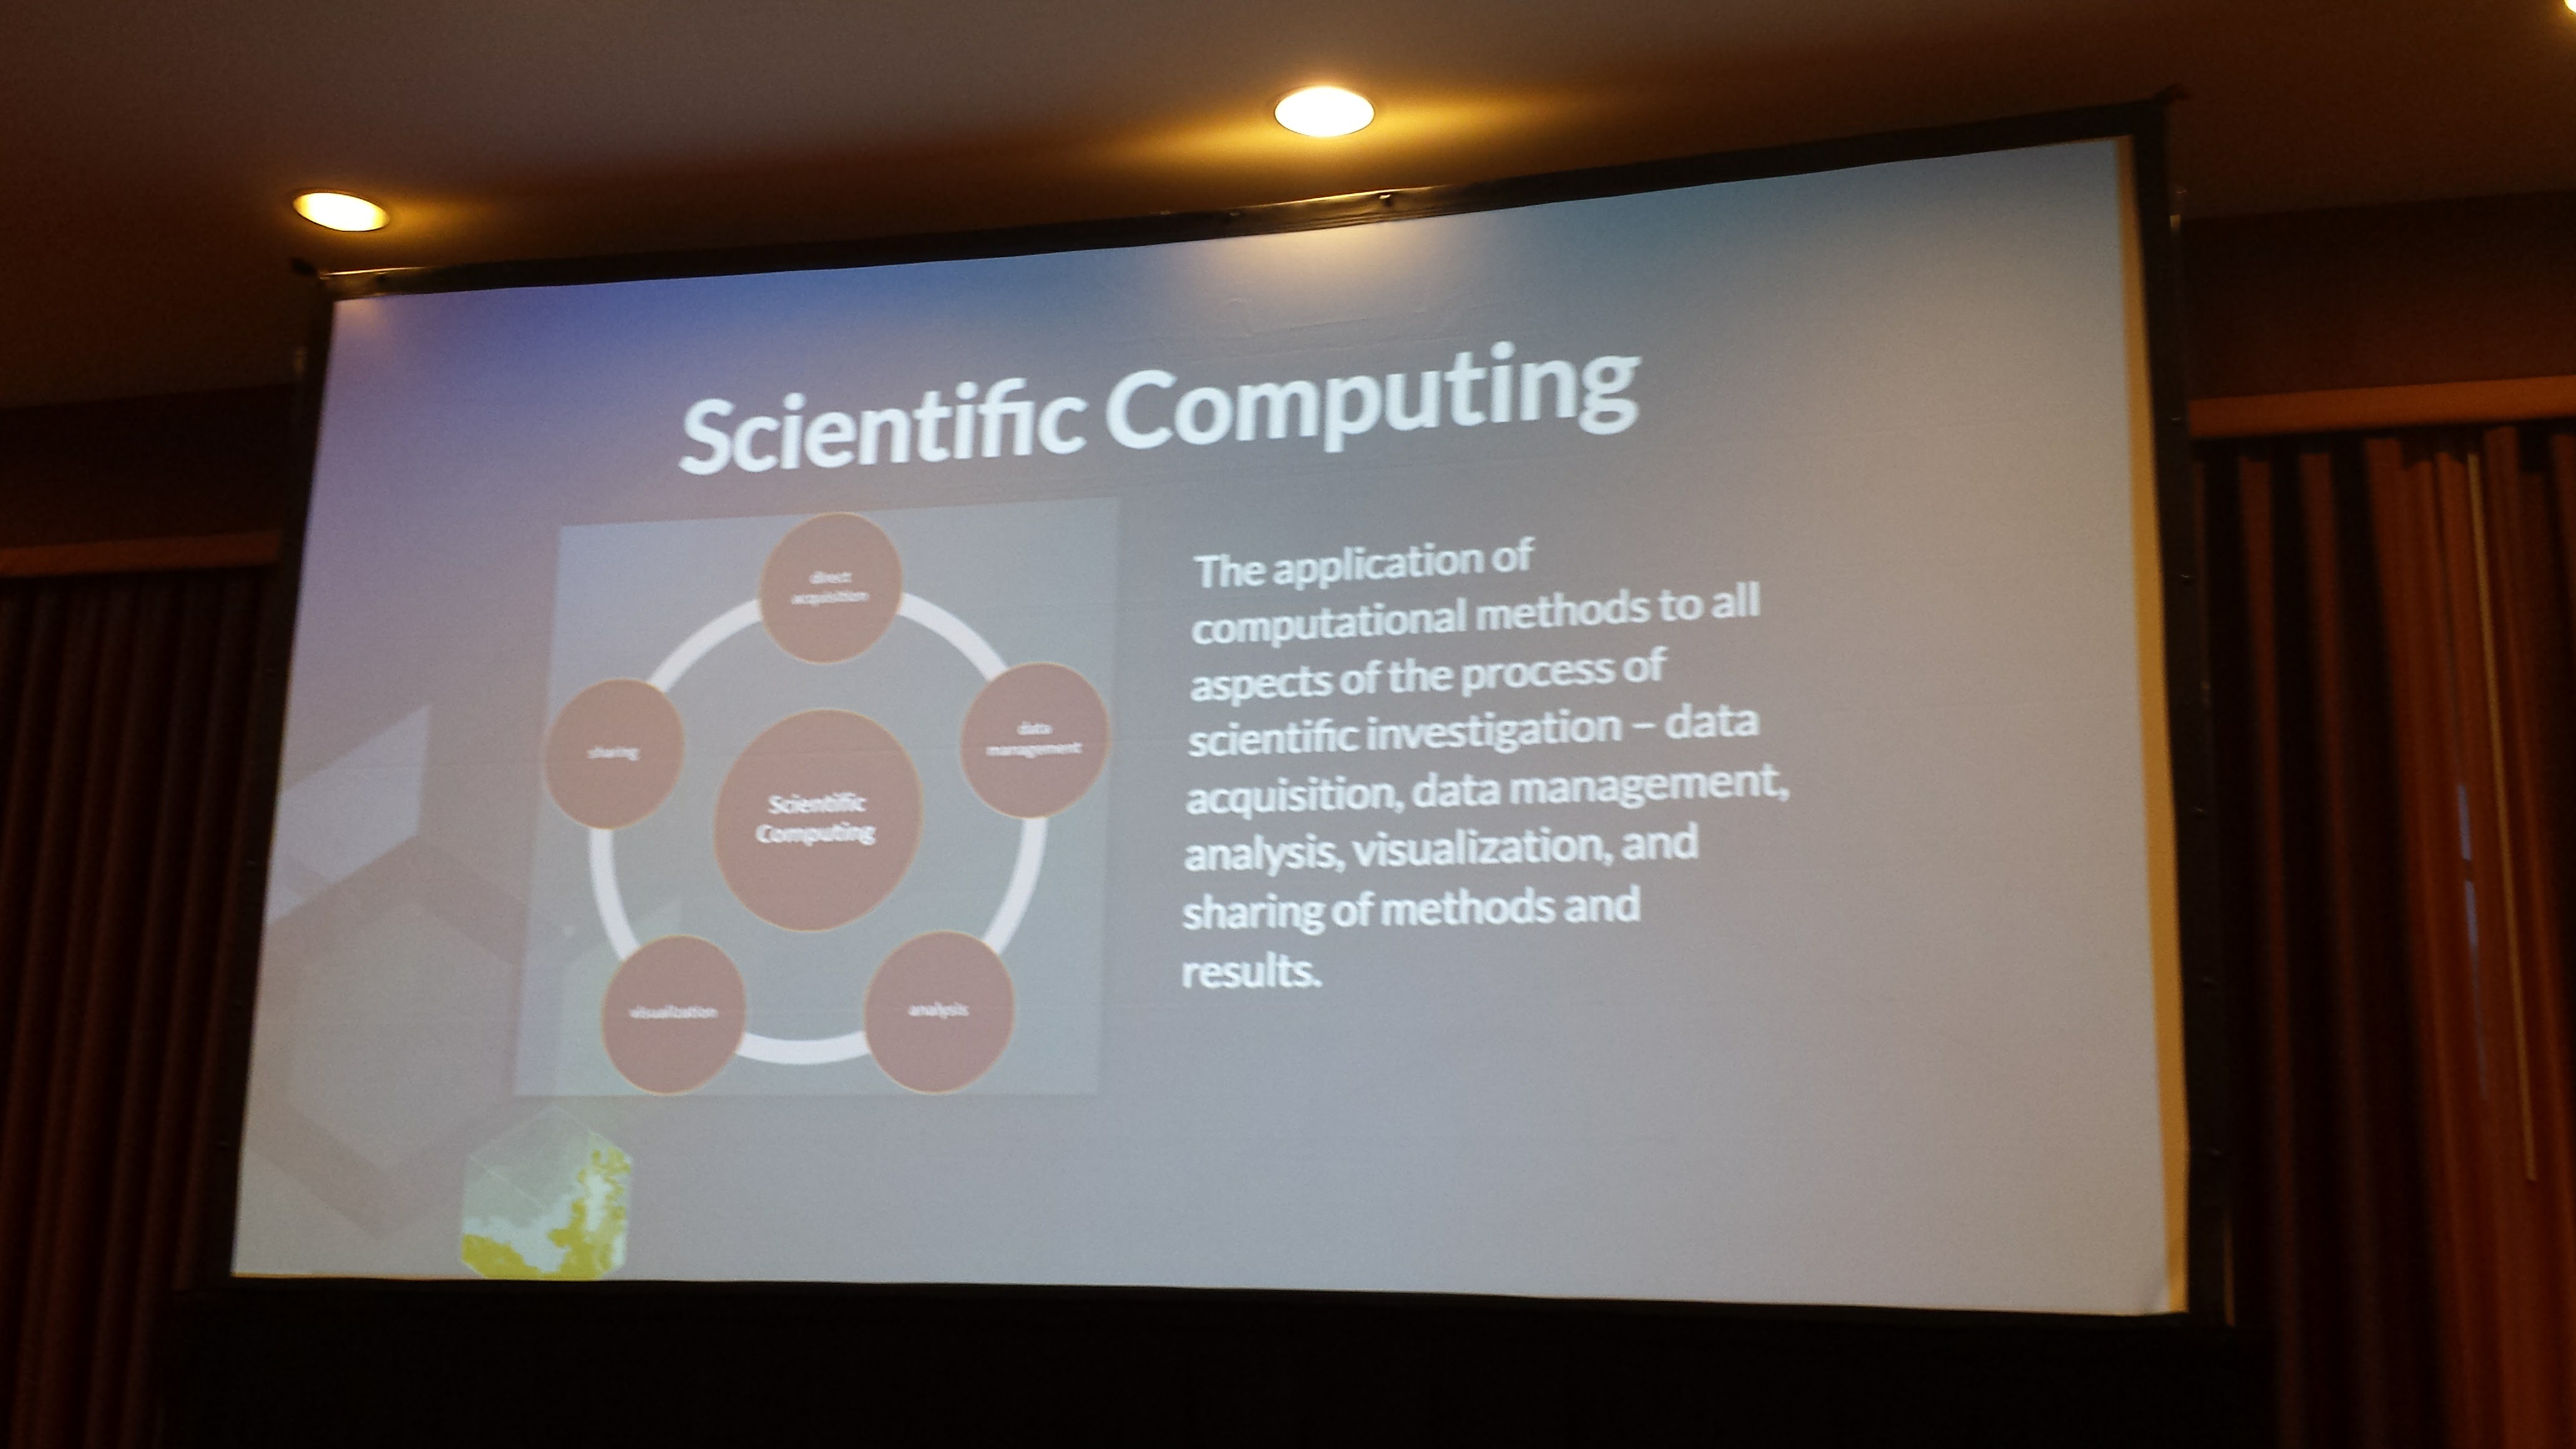 Scientific Computing
direct
acquisition
data
management
sharing
Scientific
Computing
visualization
analysis
The application of
computational methods to all
aspects of the process of
scientific investigation – data
acquisition, data management,
analysis, visualization, and
sharing of methods and
results.